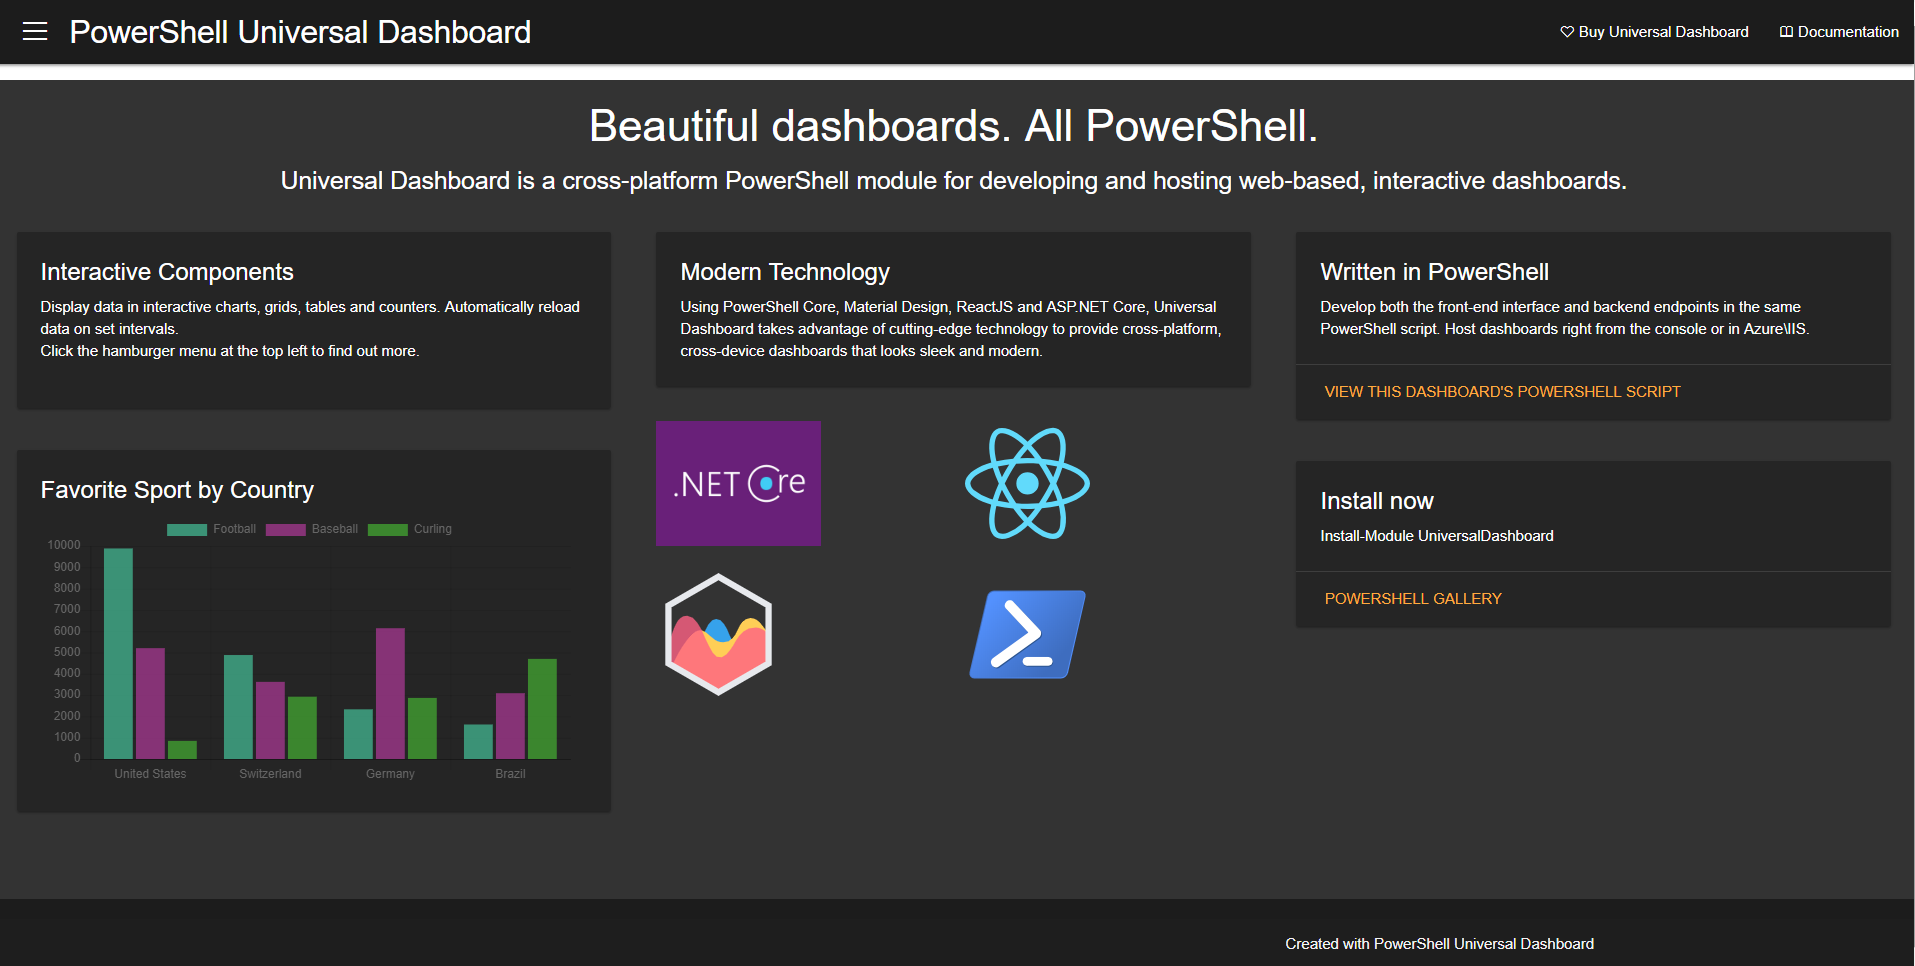 PowerShell Universal Dashboard
Buy Universal Dashboard
Documentation
Beautiful dashboards. All PowerShell.
Universal Dashboard is a cross-platform PowerShell module for developing and hosting web-based, interactive dashboards.
Interactive Components
Display data in interactive charts, grids, tables and counters. Automatically reload
data on set intervals.
Click the hamburger menu at the top left to find out more.
Favorite Sport by Country
Football
Baseball
Curling
10000
9000
8000
7000
6000
5000
4000
3000
2000
1000
0
United States
Switzerland
Germany
Brazil
Modern Technology
Using PowerShell Core, Material Design, ReactJS and ASP.NET Core, Universal
Dashboard takes advantage of cutting-edge technology to provide cross-platform,
cross-device dashboards that looks sleek and modern.
.NET Core
Written in PowerShell
Develop both the front-end interface and backend endpoints in the same
PowerShell script. Host dashboards right from the console or in Azure\IIS.
VIEW THIS DASHBOARD'S POWERSHELL SCRIPT
Install now
Install-Module UniversalDashboard
POWERSHELL GALLERY
Created with PowerShell Universal Dashboard